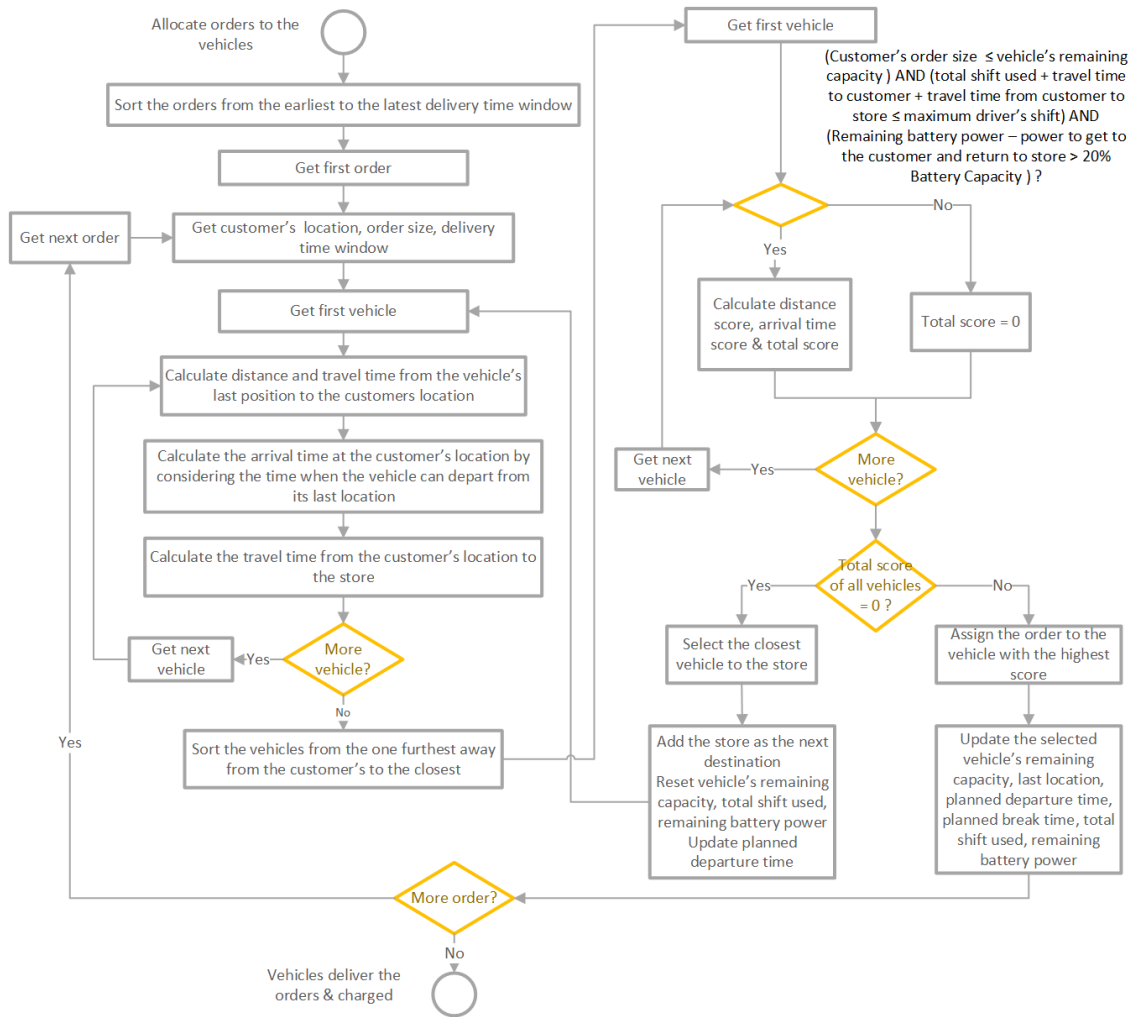 Allocate orders to the
vehicles
Sort the orders from the earliest to the latest delivery time window
Get first order
Get next order
Get customer's location, order size, delivery
time window
Get first vehicle
Calculate distance and travel time from the vehicle's
last position to the customers location
Calculate the arrival time at the customer's location by
considering the time when the vehicle can depart from
its last location
Calculate the travel time from the customer's location to
the store
More
vehicle?
Yes
Get next
vehicle
No
Sort the vehicles from the one furthest away
from the customer's to the closest
Get first vehicle
(Customer's order size ≤ vehicle's remaining
capacity ) AND (total shift used + travel time
to customer + travel time from customer to
store ≤ maximum driver's shift) AND
(Remaining battery power – power to get to
the customer and return to store > 20%
Battery Capacity ) ?
No
Yes
Calculate distance
score, arrival time
score & total score
Total score = 0
More
vehicle?
Yes
Get next
vehicle
Total score
of all vehicles
= 0 ?
Yes
No
Select the closest
vehicle to the store
Assign the order to the
vehicle with the highest
score
Add the store as the next
destination
Reset vehicle's remaining
capacity, total shift used,
remaining battery power
Update planned
departure time
Update the selected
vehicle's remaining
capacity, last location,
planned departure time,
planned break time, total
shift used, remaining
battery power
More order?
Yes
No
Vehicles deliver the
orders & charged